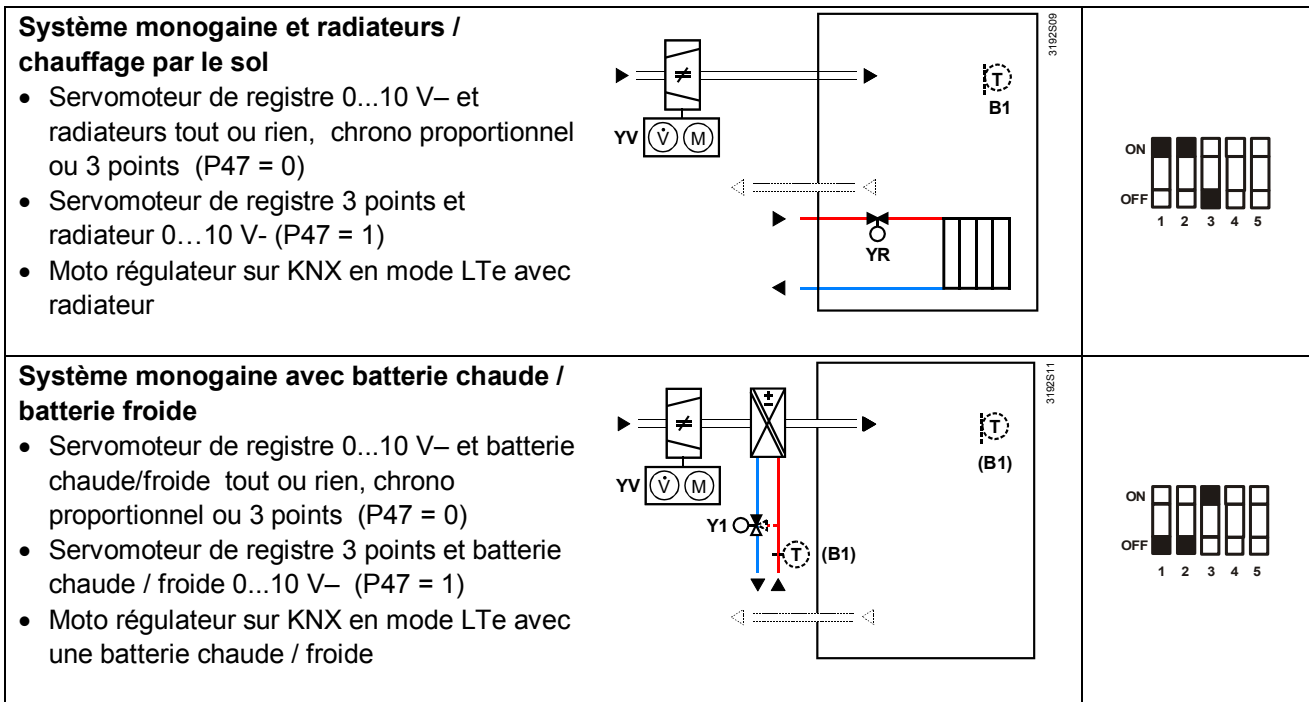 Système monogaine et radiateurs /
chauffage par le sol
• Servomoteur de registre 0...10 V– et
radiateurs tout ou rien, chrono proportionnel
ou 3 points (P47 = 0)
• Servomoteur de registre 3 points et
radiateur 0…10 V- (P47 = 1)
• Moto régulateur sur KNX en mode LTe avec
radiateur
YV
V̇
M
T
B1
YR
3192S09
ON
OFF
1 2 3 4 5
Système monogaine avec batterie chaude /
batterie froide
• Servomoteur de registre 0...10 V– et batterie
chaude/froide tout ou rien, chrono
proportionnel ou 3 points (P47 = 0)
• Servomoteur de registre 3 points et batterie
chaude / froide 0...10 V– (P47 = 1)
• Moto régulateur sur KNX en mode LTe avec
une batterie chaude / froide
YV
V̇
M
Y1
T
(B1)
T
(B1)
3192S11
ON
OFF
1 2 3 4 5